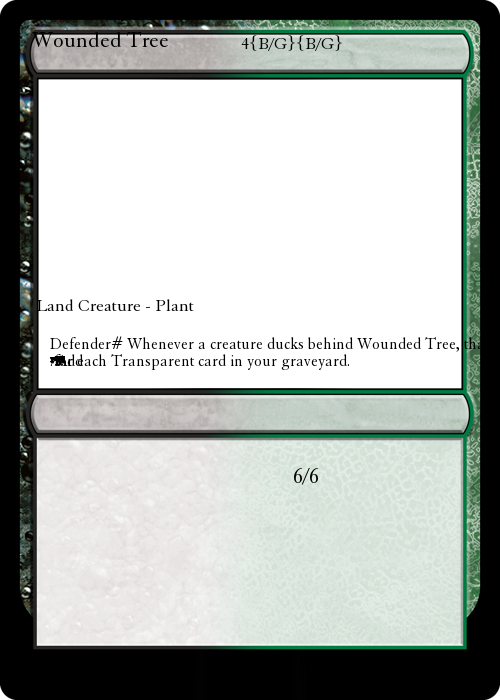 Wounded Tree
4{B/G}{B/G}
Land Creature - Plant
Defender# Whenever a creature ducks behind Wounded Tree, tha
each Transparent card in your graveyard.
6/6